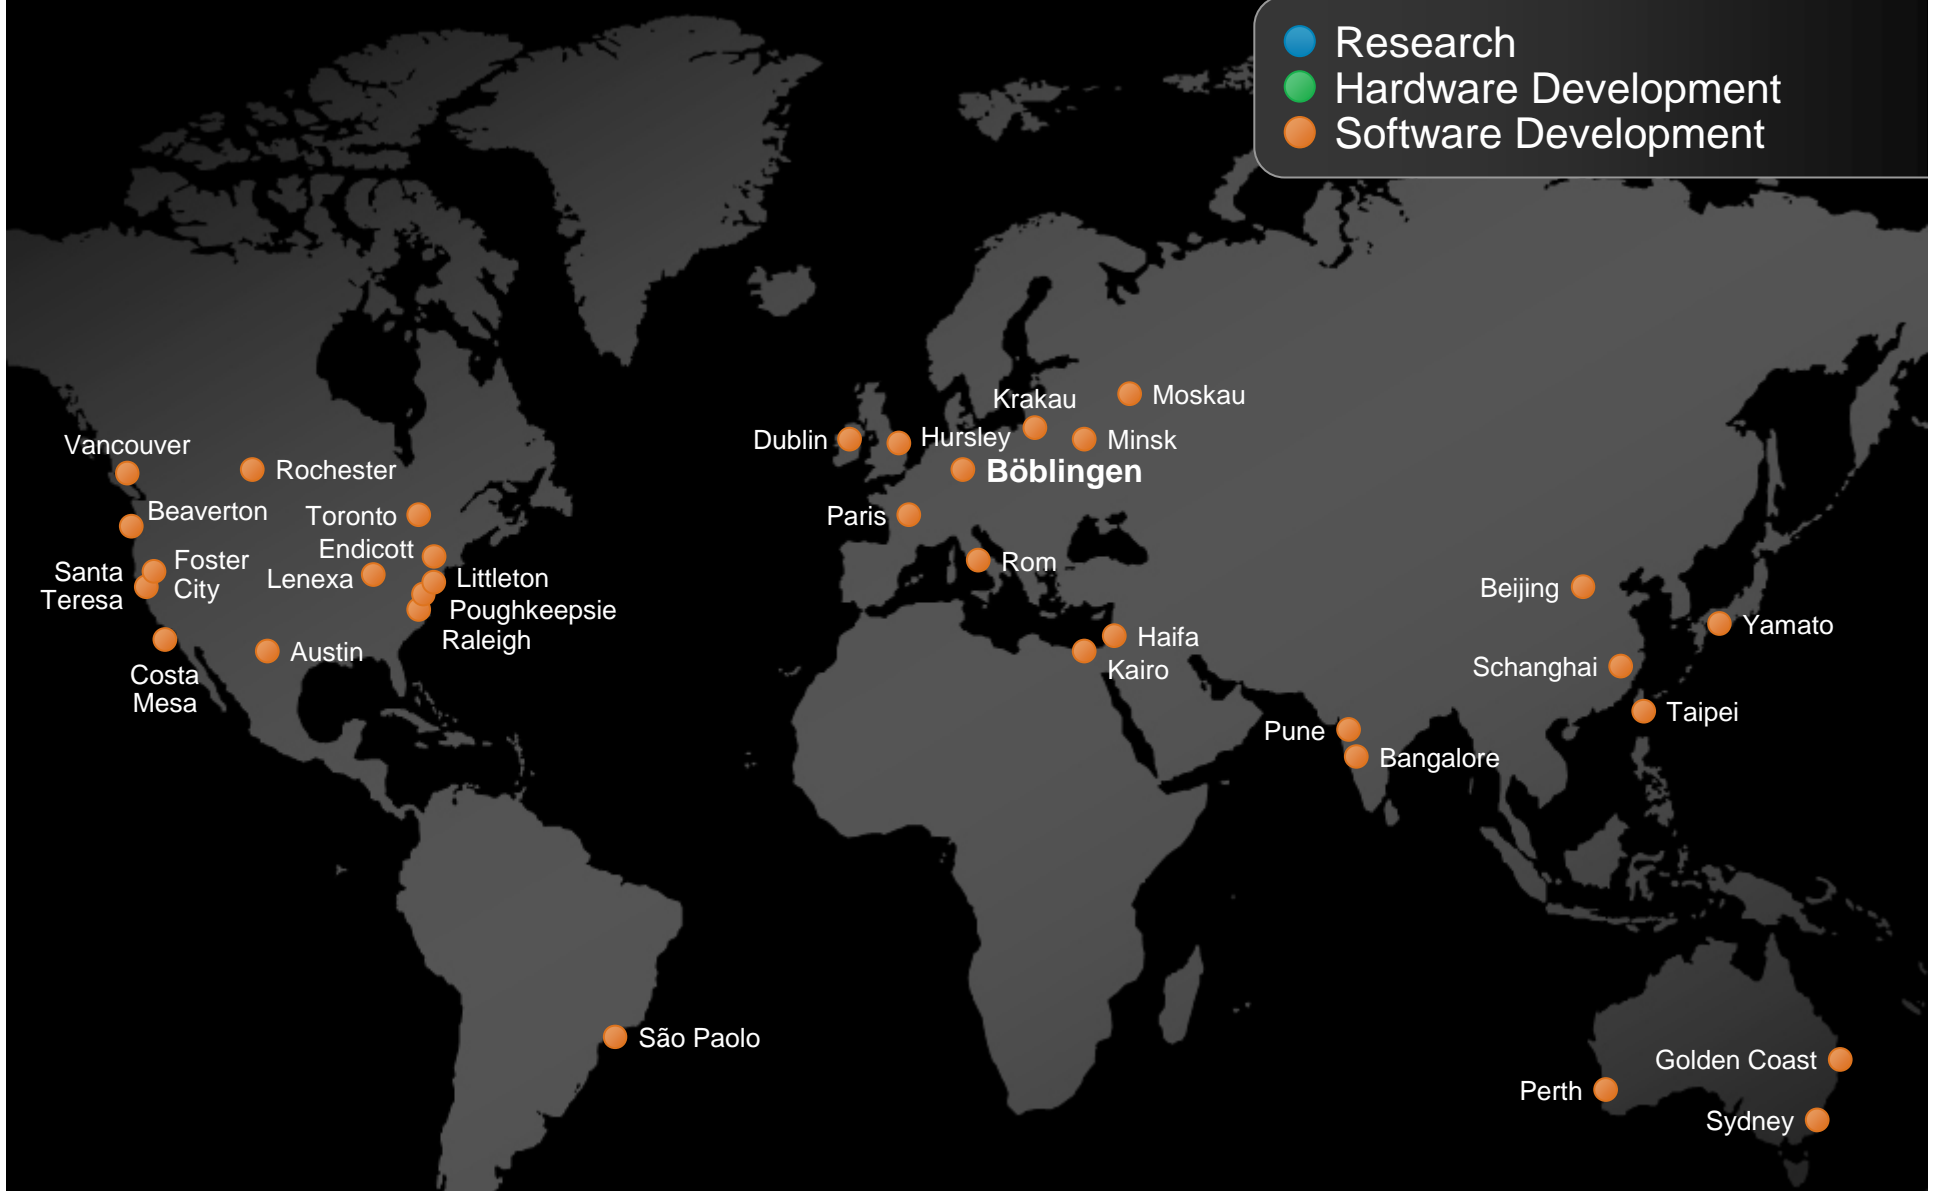 Research
Hardware Development
Software Development
Krakau
Moskau
Dublin
Hursley
Minsk
Vancouver
Rochester
Böblingen
Beaverton
Toronto
Paris
Endicott
Foster
City
Santa
Teresa
Lenexa
Littleton
Rom
Beijing
Poughkeepsie
Raleigh
Yamato
Haifa
Austin
Kairo
Schanghai
Costa
Mesa
Taipei
Pune
Bangalore
São Paolo
Golden Coast
Perth
Sydney